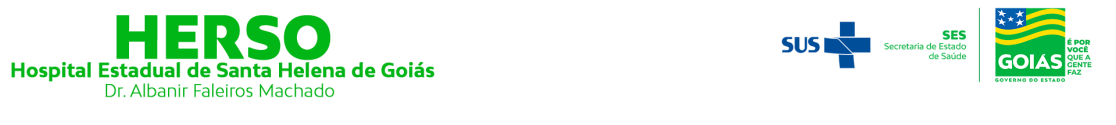 HERSO
Hospital Estadual de Santa Helena de Goiás
Dr. Albanir Faleiros Machado
SUS
SES
Secretaria de Estado
de Saúde
GOIÁS
GOVERNO DO ESTADO
É POR
VOCÊ
QUE A
GENTE
FAZ